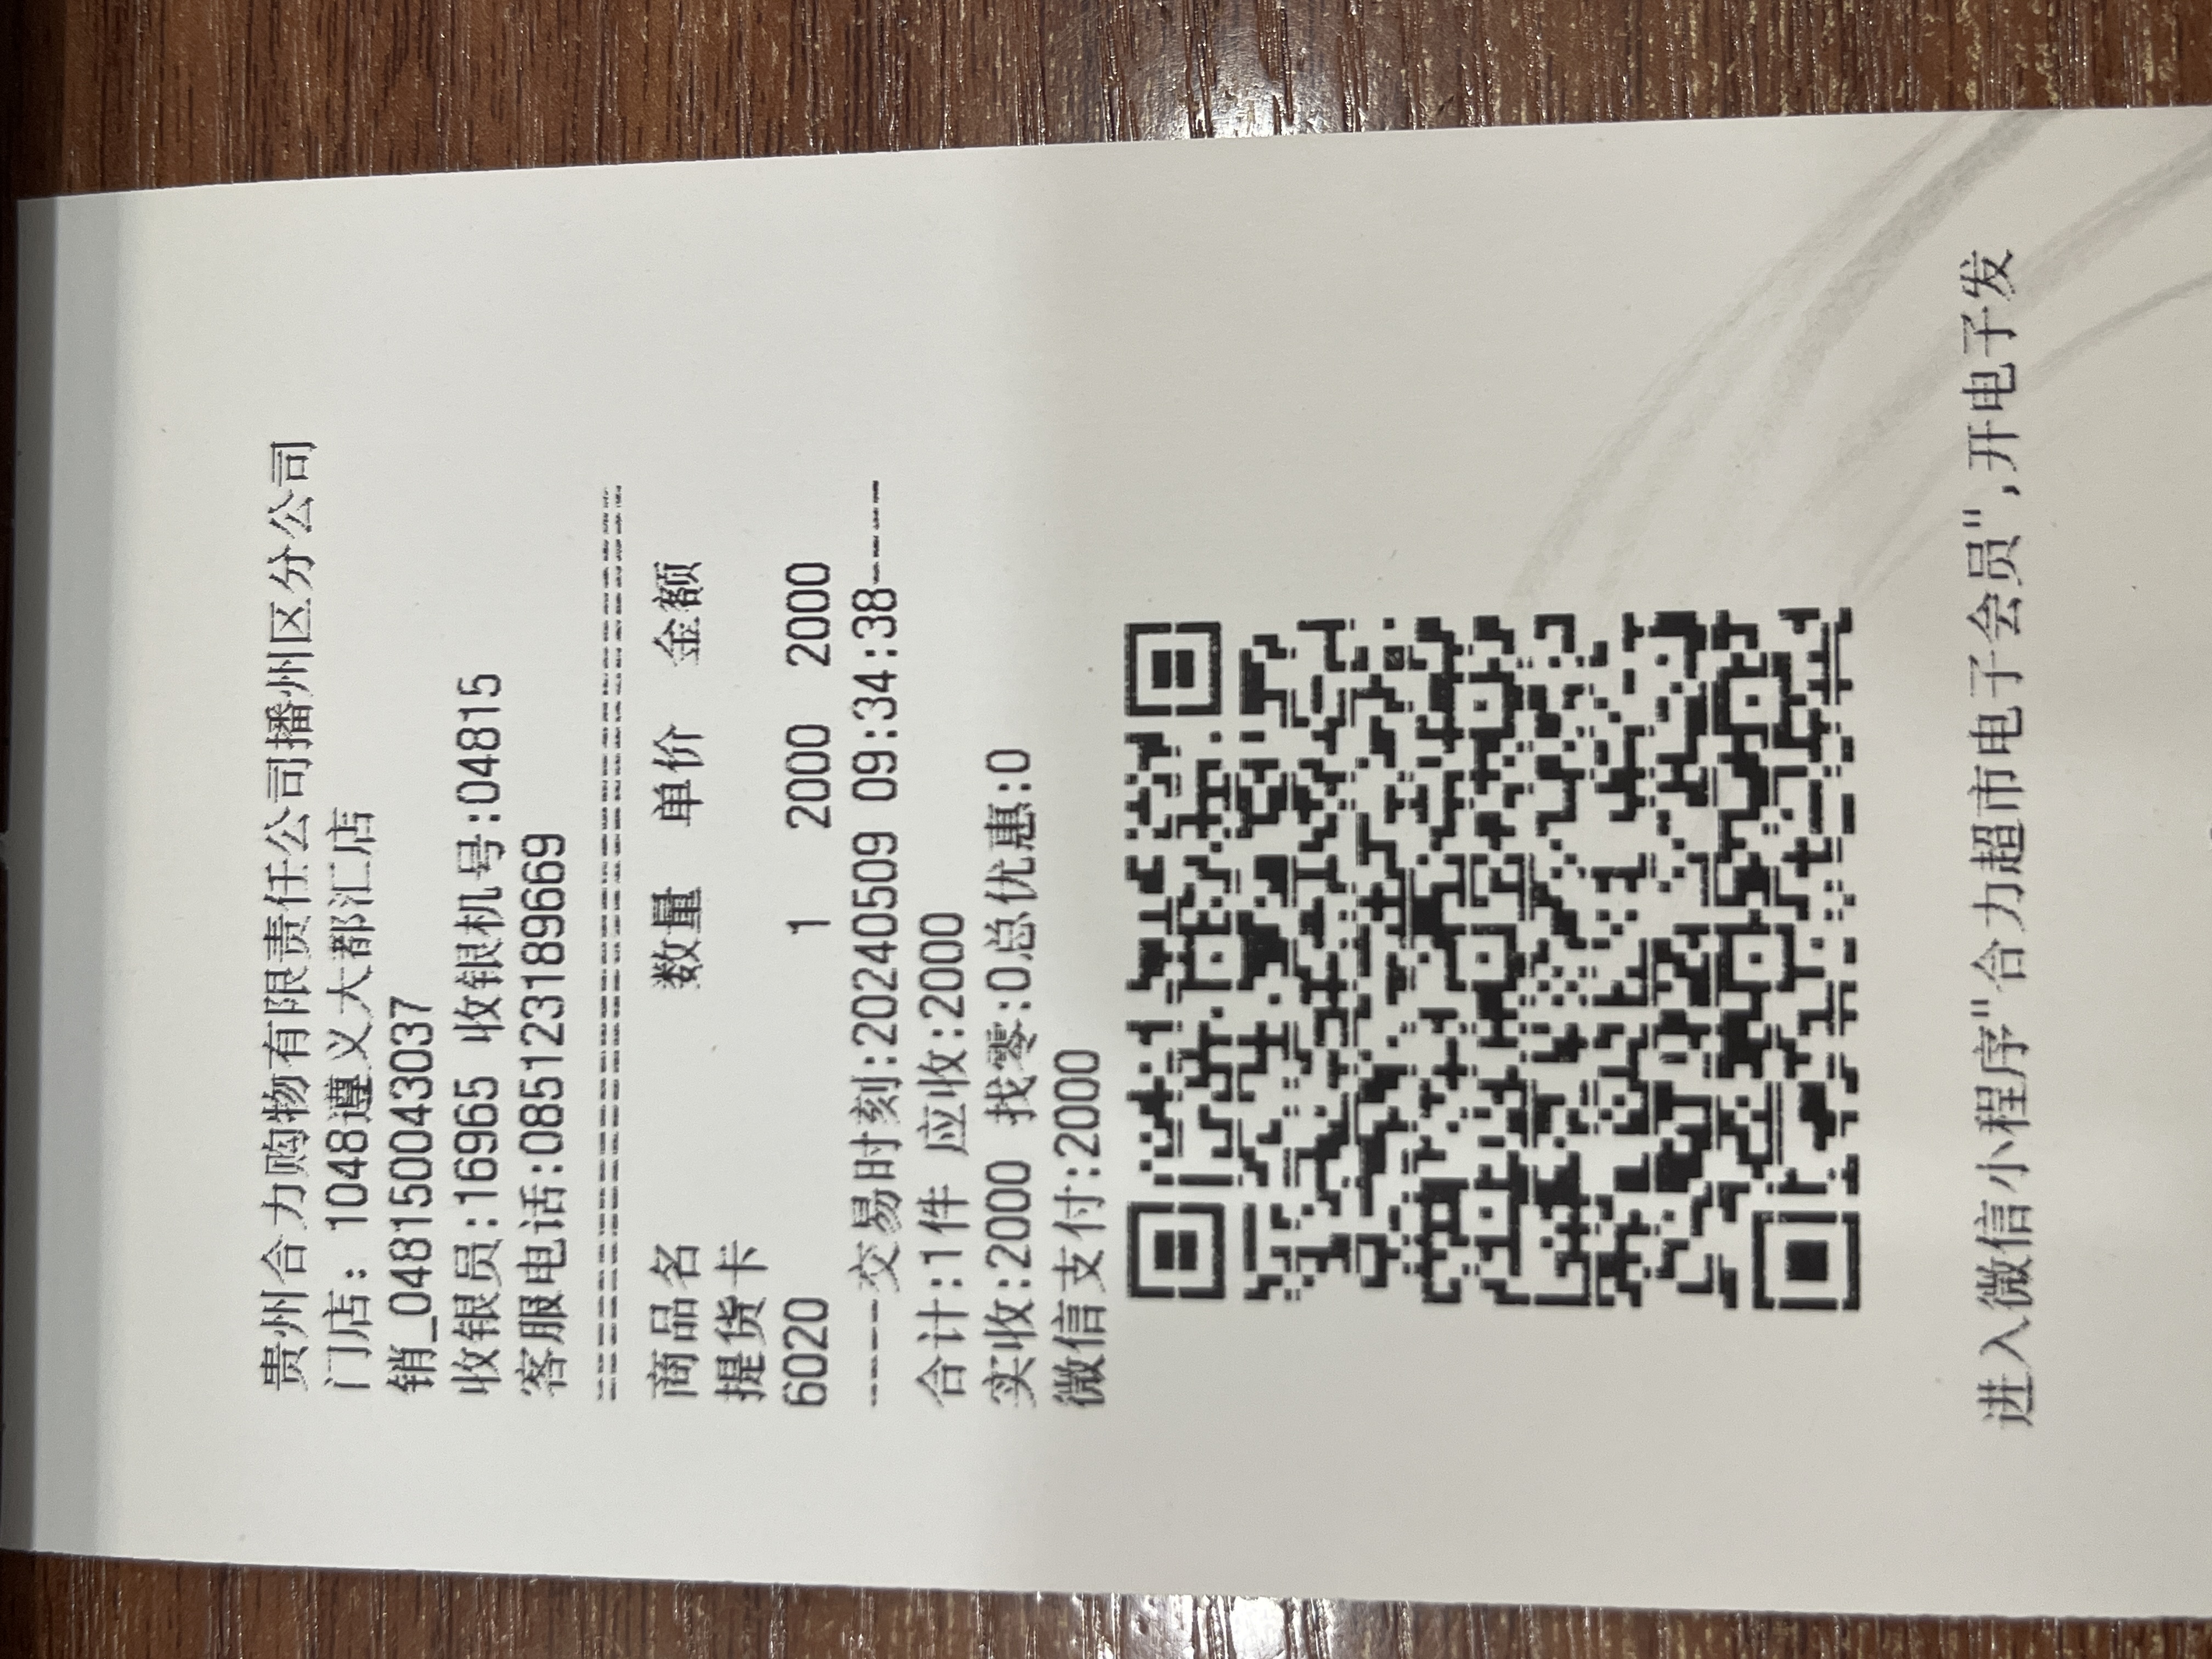 贵州合力购物有限责任公司播州区分公司
门店: 1048遵义大都汇店
销_048150043037
收银员:16965 收银机号:04815
客服电话:085123189669
商品名 数量 单价 金额
提货卡
6020 1 2000 2000
-----交易时刻:20240509 09:34:38-----
合计:1件 应收:2000
实收:2000 找零:0总优惠:0
微信支付:2000
进入微信小程序"合力超市电子会员",开电子发